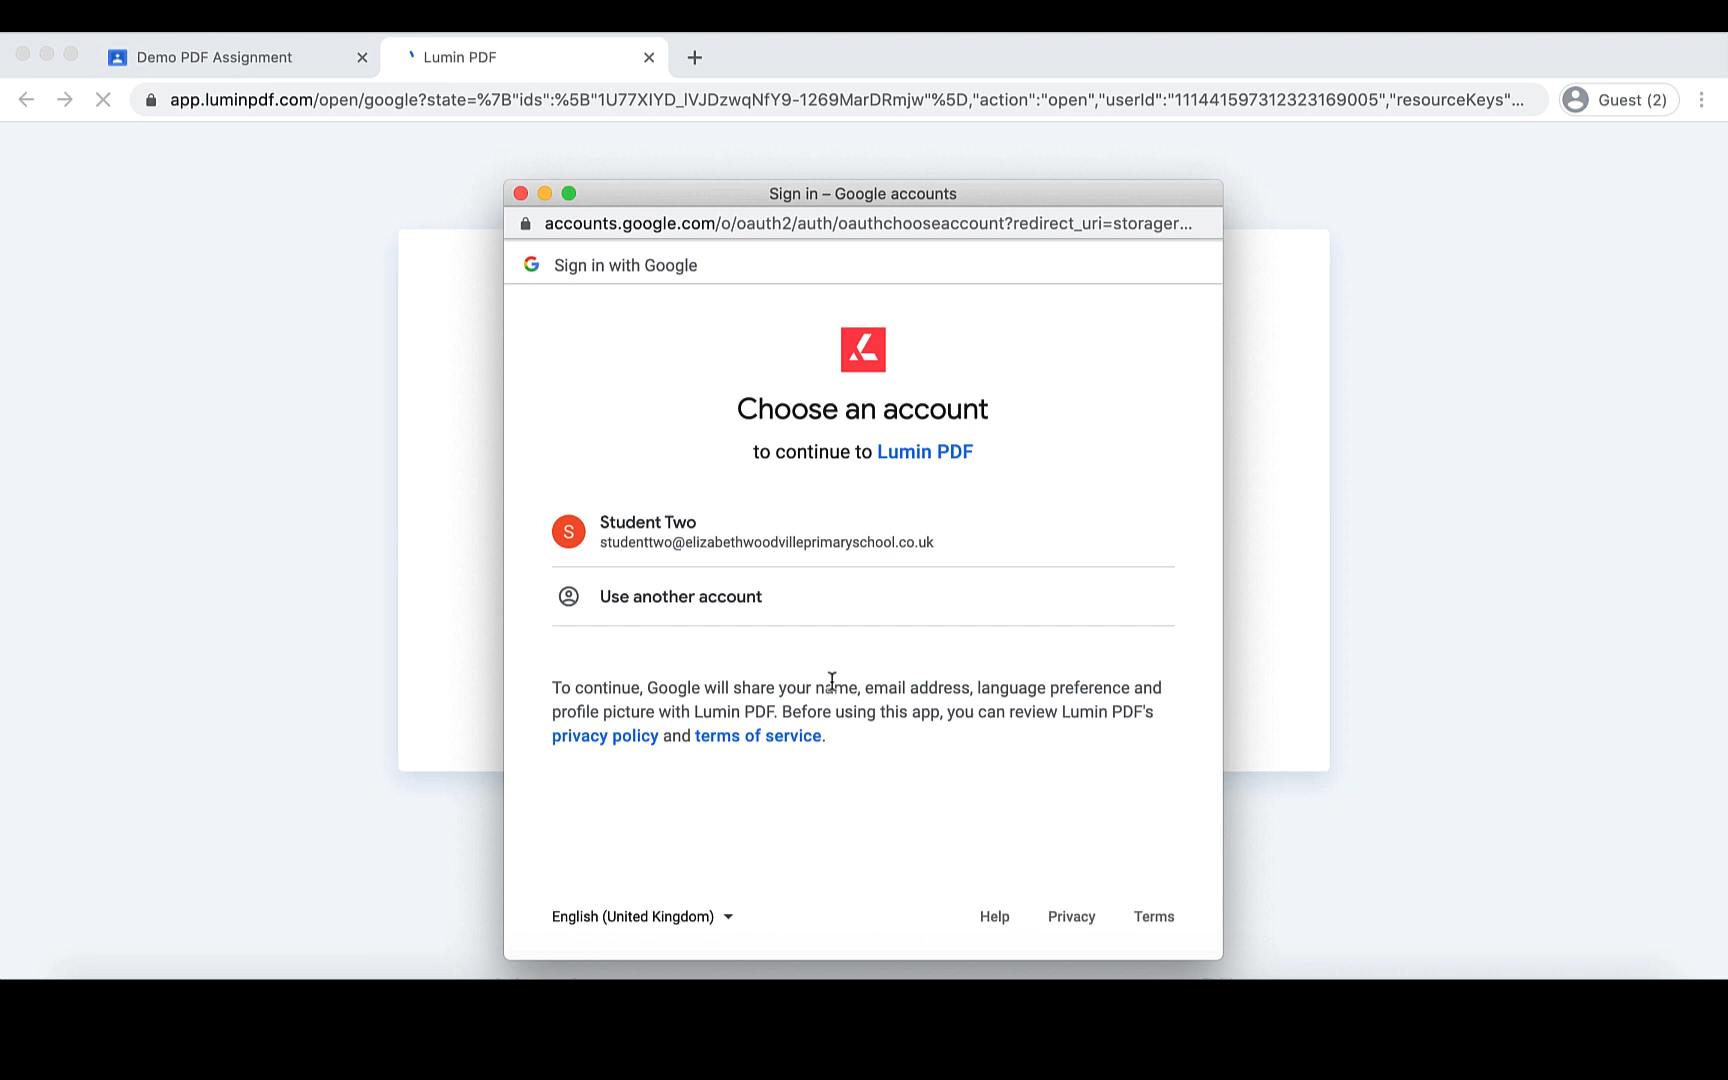 Demo PDF Assignment
Lumin PDF
app.luminpdf.com/open/google?state=%7B"ids":%5B"1U77XIYD_lVJDzwqNfY9-1269MarDRmjw"%5D,"action":"open","userId":"111441597312323169005","resourceKeys"...
Guest (2)
Sign in – Google accounts
accounts.google.com/o/oauth2/auth/oauthchooseaccount?redirect_uri=storager...
Sign in with Google
Choose an account
to continue to Lumin PDF
S
Student Two
studenttwo@elizabethwoodvilleprimaryschool.co.uk
Use another account
To continue, Google will share your name, email address, language preference and
profile picture with Lumin PDF. Before using this app, you can review Lumin PDF's
privacy policy and terms of service.
English (United Kingdom)
Help
Privacy
Terms